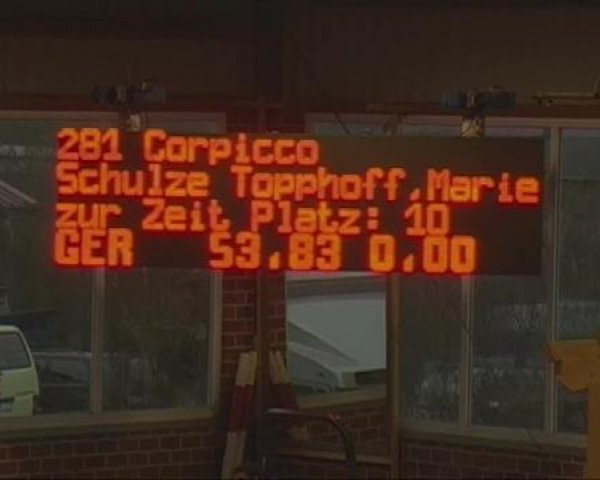 281 Corpicco
Schulze Topphoff,Marie
zur Zeit Platz: 10
GER 53,83 0,00